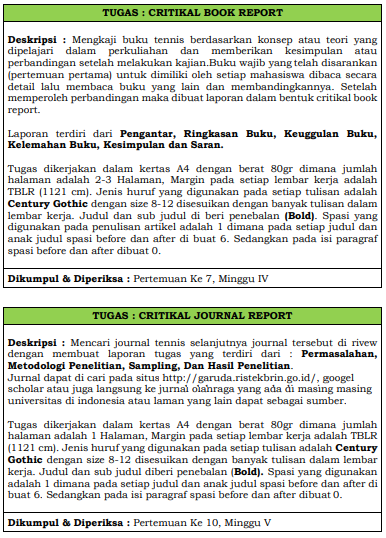 TUGAS : CRITIKAL BOOK REPORT
Deskripsi : Mengkaji buku tennis berdasarkan konsep atau teori yang
dipelajari dalam perkuliahan dan memberikan kesimpulan atau
perbandingan setelah melakukan kajian.Buku wajib yang telah disarankan
(pertemuan pertama) untuk dimiliki oleh setiap mahasiswa dibaca secara
detail lalu membaca buku yang lain dan membandingkannya. Setelah
memperoleh perbandingan maka dibuat laporan dalam bentuk critikal book
report.
Laporan terdiri dari Pengantar, Ringkasan Buku, Keuggulan Buku,
Kelemahan Buku, Kesimpulan dan Saran.
Tugas dikerjakan dalam kertas A4 dengan berat 80gr dimana jumlah
halaman adalah 2-3 Halaman, Margin pada setiap lembar kerja adalah
TBLR (1121 cm). Jenis huruf yang digunakan pada setiap tulisan adalah
Century Gothic dengan size 8-12 disesuikan dengan banyak tulisan dalam
lembar kerja. Judul dan sub judul di beri penebalan (Bold). Spasi yang
digunakan pada penulisan artikel adalah 1 dimana pada setiap judul dan
anak judul spasi before dan after di buat 6. Sedangkan pada isi paragraf
spasi before dan after dibuat 0.
Dikumpul & Diperiksa : Pertemuan Ke 7, Minggu IV
TUGAS : CRITIKAL JOURNAL REPORT
Deskripsi : Mencari journal tennis selanjutnya journal tersebut di rivew
dengan membuat laporan tugas yang terdiri dari : Permasalahan,
Metodologi Penelitian, Sampling, Dan Hasil Penelitian.
Jurnal dapat di cari pada situs http://garuda.ristekbrin.go.id/, googel
scholar atau juga langsung ke jurnal olahraga yang ada di masing masing
universitas di indonesia atau laman yang lain dapat sebagai sumber.
Tugas dikerjakan dalam kertas A4 dengan berat 80gr dimana jumlah
halaman adalah 1 Halaman, Margin pada setiap lembar kerja adalah TBLR
(1121 cm). Jenis huruf yang digunakan pada setiap tulisan adalah Century
Gothic dengan size 8-12 disesuikan dengan banyak tulisan dalam lembar
kerja. Judul dan sub judul diberi penebalan (Bold). Spasi yang digunakan
adalah 1 dimana pada setiap judul dan anak judul spasi before dan after di
buat 6. Sedangkan pada isi paragraf spasi before dan after dibuat 0.
Dikumpul & Diperiksa : Pertemuan Ke 10, Minggu V